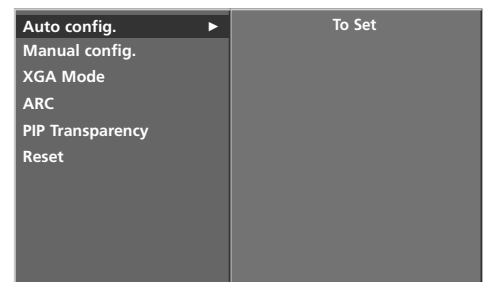 Auto config. ► To Set
Manual config.
XGA Mode
ARC
PIP Transparency
Reset